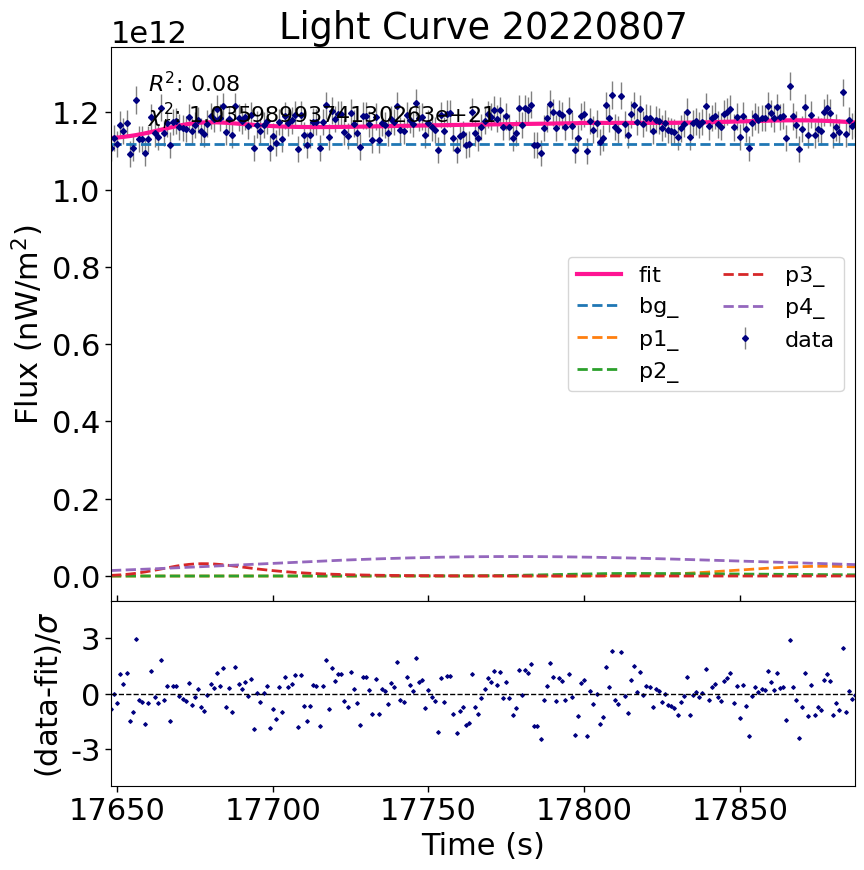 Light Curve 20220807
1e12
R²: 0.08
1.2
1.0
0.8
0.6
0.4
0.2
0.0
Flux (nW/m²)
fit
bg_
p1_
p2_
p3_
p4_
data
3
0
-3
(data-fit)/σ
17650
17700
17750
17800
17850
Time (s)